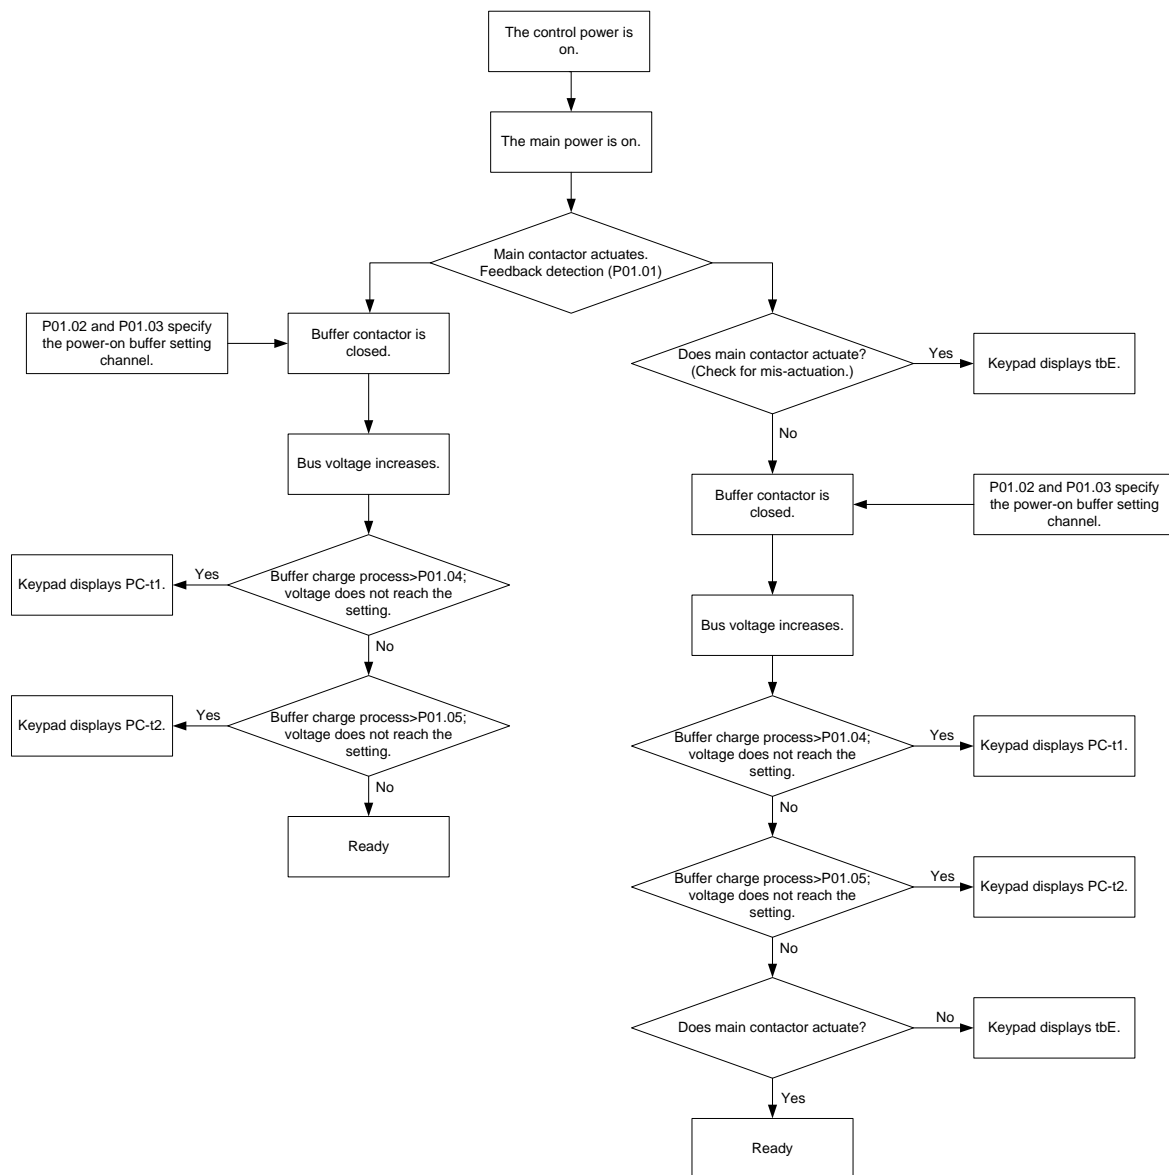 The control power is
on.
The main power is on.
Main contactor actuates.
Feedback detection (P01.01)
P01.02 and P01.03 specify
the power-on buffer setting
channel.
Buffer contactor is
closed.
Does main contactor actuate?
(Check for mis-actuation.)
Yes
Keypad displays tbE.
No
Bus voltage increases.
Buffer contactor is
closed.
P01.02 and P01.03 specify
the power-on buffer setting
channel.
Keypad displays PC-t1.
Yes
Buffer charge process>P01.04;
voltage does not reach the
setting.
No
Bus voltage increases.
Keypad displays PC-t2.
Yes
Buffer charge process>P01.05;
voltage does not reach the
setting.
No
Buffer charge process>P01.04;
voltage does not reach the
setting.
Yes
Keypad displays PC-t1.
No
Ready
Buffer charge process>P01.05;
voltage does not reach the
setting.
Yes
Keypad displays PC-t2.
No
Does main contactor actuate?
No
Keypad displays tbE.
Yes
Ready